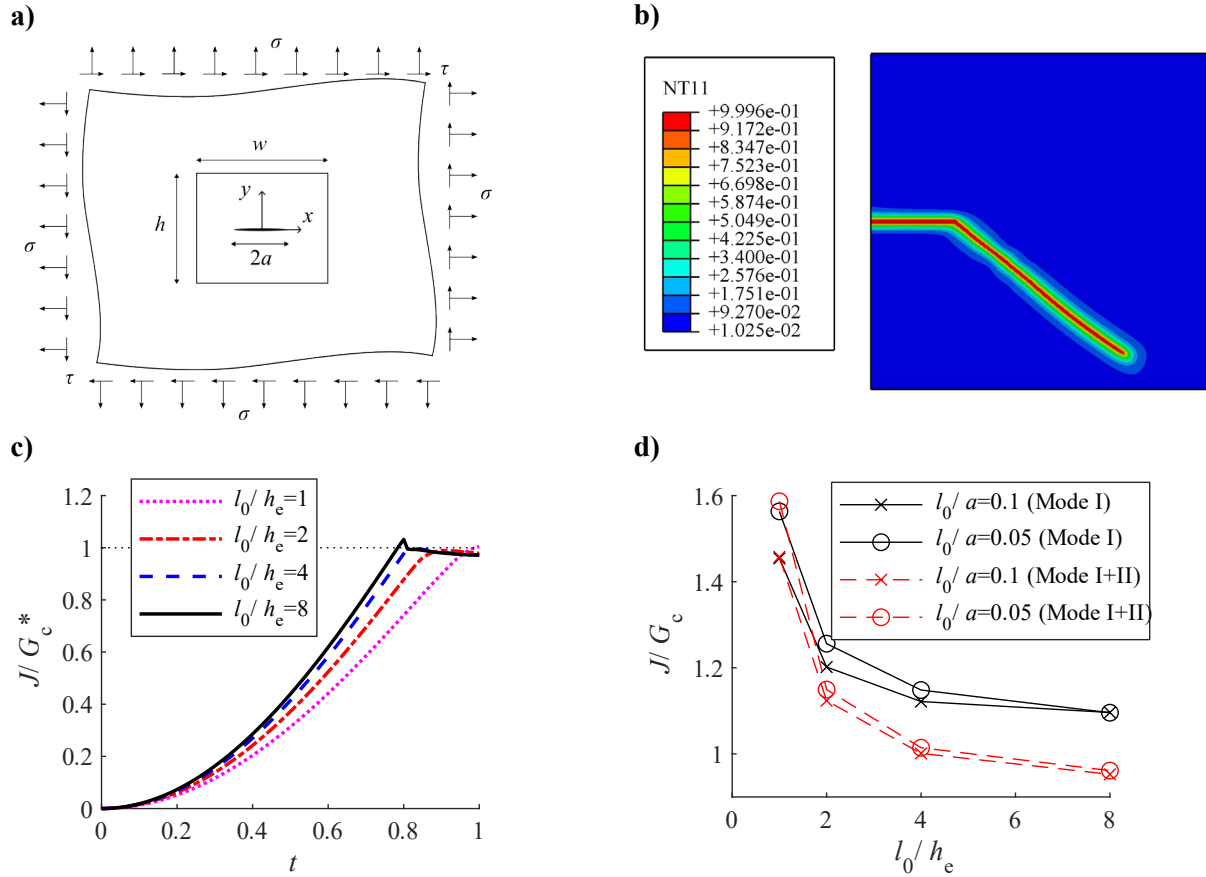 a)
σ
τ
w
h
y
x
2a
σ
σ
τ
σ
b)
NT11
+9.996e-01
+9.172e-01
+8.347e-01
+7.523e-01
+6.698e-01
+5.874e-01
+5.049e-01
+4.225e-01
+3.400e-01
+2.576e-01
+1.751e-01
+9.270e-02
+1.025e-02
c)
l0/ he=1
l0/ he=2
l0/ he=4
l0/ he=8
1.2
1
0.8
0.6
0.4
0.2
0
J/ Gc*
0 0.2 0.4 0.6 0.8 1
t
d)
l0/ a=0.1 (Mode I)
l0/ a=0.05 (Mode I)
l0/ a=0.1 (Mode I+II)
l0/ a=0.05 (Mode I+II)
1.6
1.4
1.2
1
J/ Gc
0 2 4 6 8
l0/ he